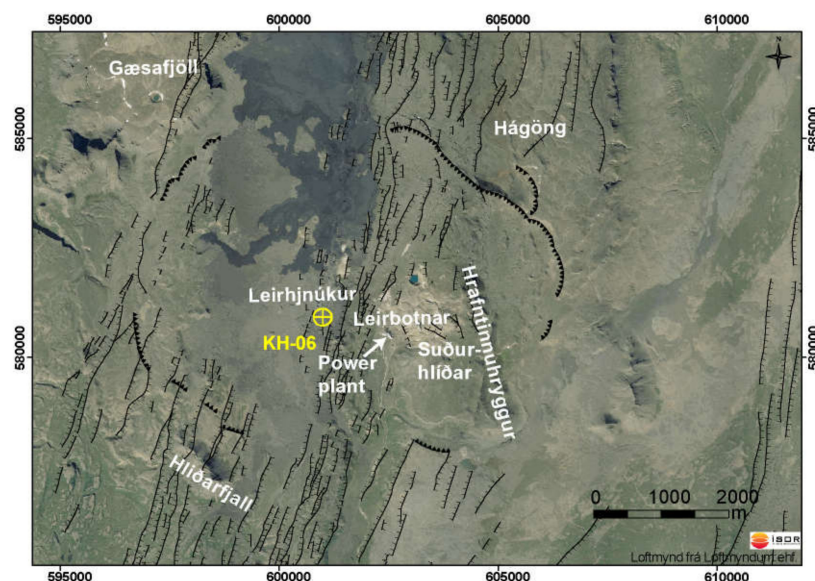 595000
600000
605000
610000
Gæsafjöll
N
585000
585000
Hágöng
Leirhjnúkur
Leirbotnar
Hrafntinnuhryggur
KH-06
580000
580000
Power
plant
Suður-
hlíðar
Hlíðarfjall
0 1000 2000
m
ISOR
Loftmynd frá Loftmyndum ehf.
595000
600000
605000
610000